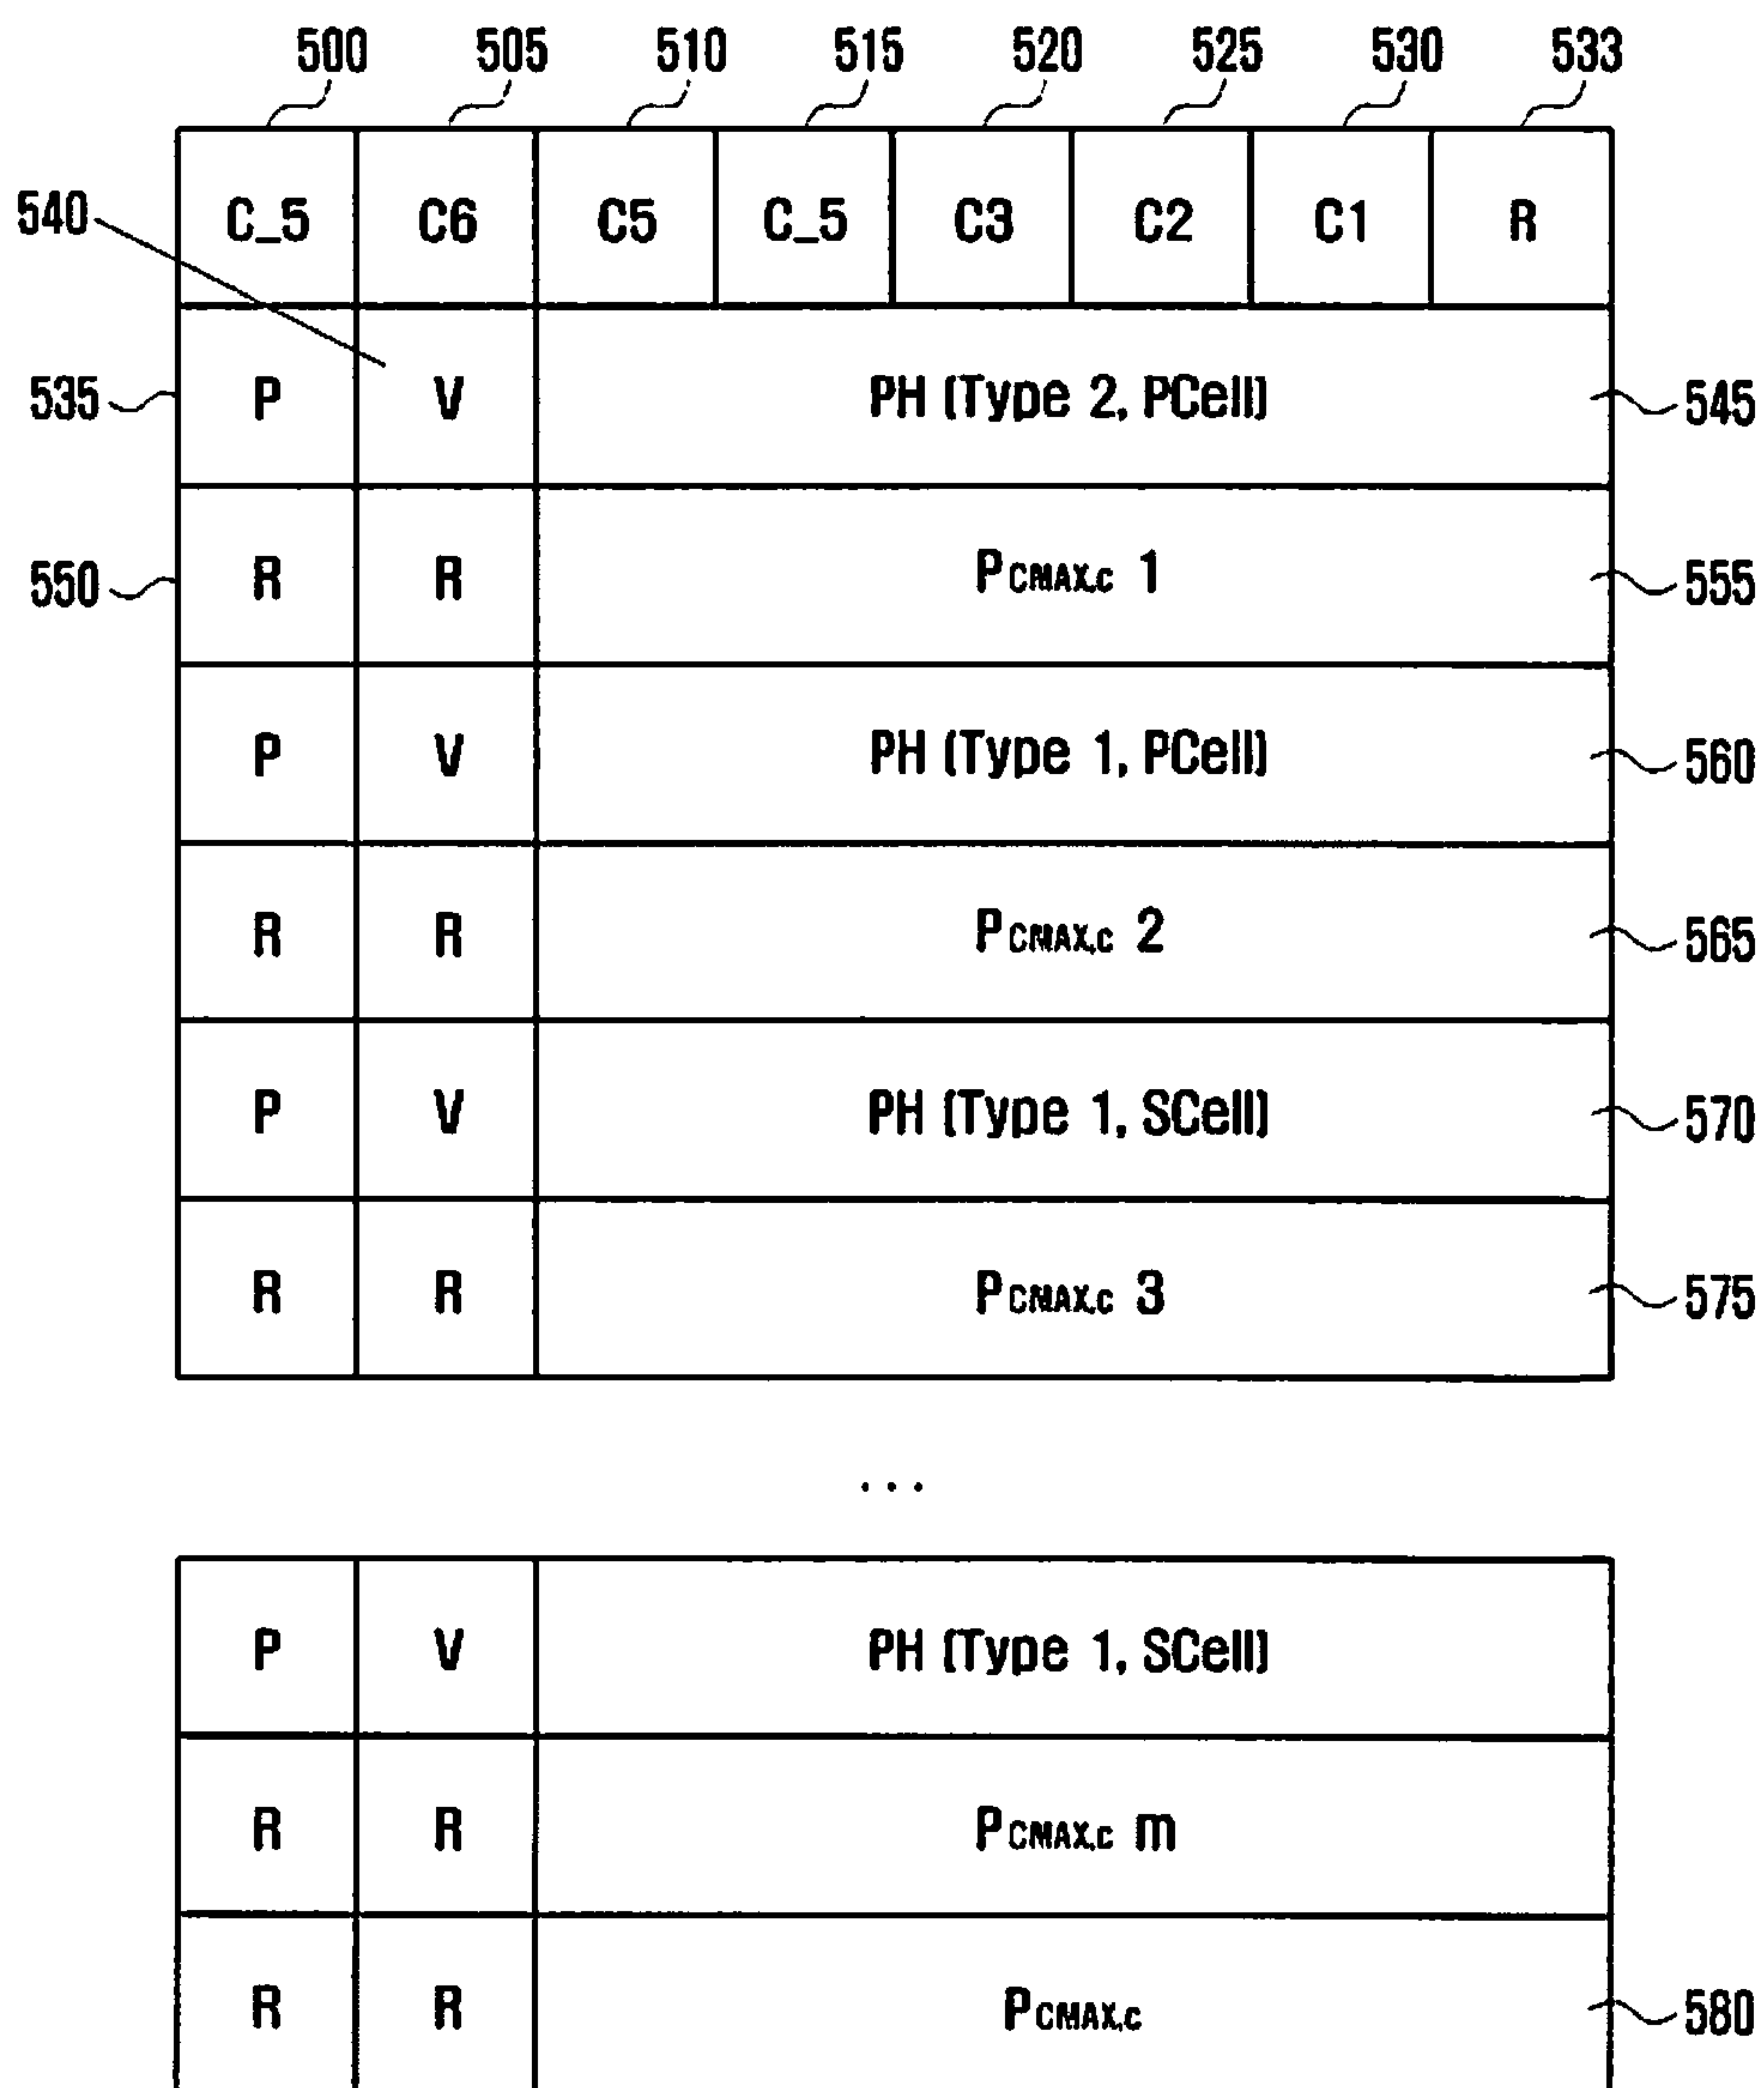 500 505 510 515 520 525 530 533
540 C_5 C6 C5 C_5 C3 C2 C1 R
535 P V PH (Type 2, PCell) 545
550 R R PCMAX,c 1 555
P V PH (Type 1, PCell) 560
R R PCMAX,c 2 565
P V PH (Type 1, SCell) 570
R R PCMAX,c 3 575
...
P V PH (Type 1, SCell)
R R PCMAX,c m
R R PCMAX,c 580